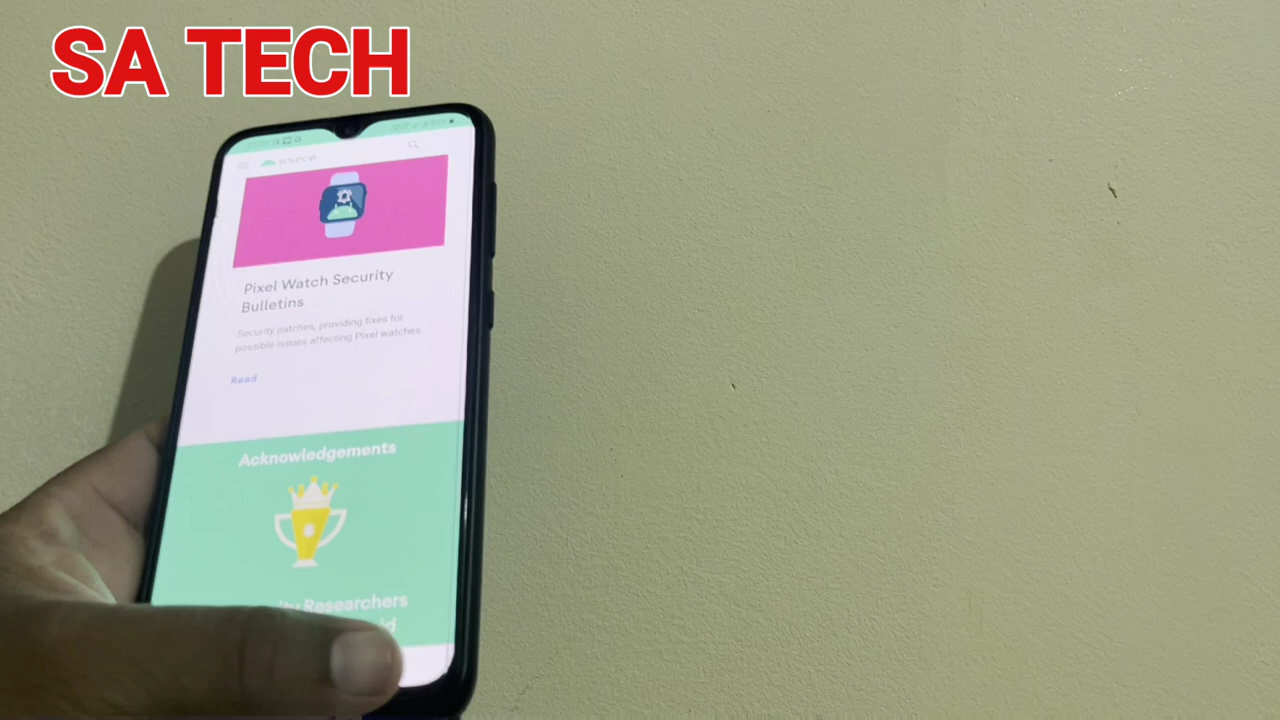 SA TECH
source
Pixel Watch Security
Bulletins
Security patches, providing fixes for
possible issues affecting Pixel watches.
Read
Acknowledgements
Researchers